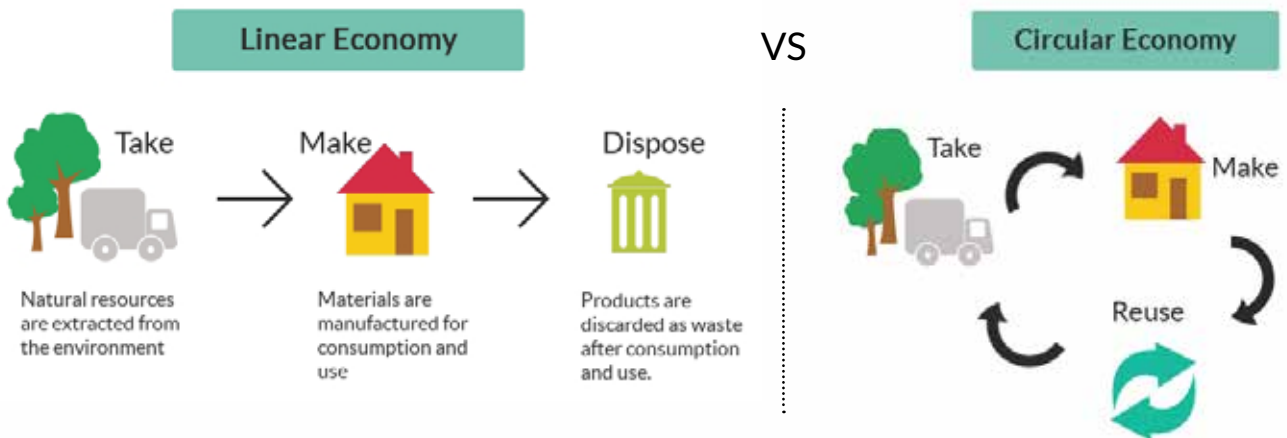 Linear Economy
VS
Circular Economy
Take
Make
Dispose
Natural resources
are extracted from
the environment
Materials are
manufactured for
consumption and
use
Products are
discarded as waste
after consumption
and use.
Take
Make
Reuse